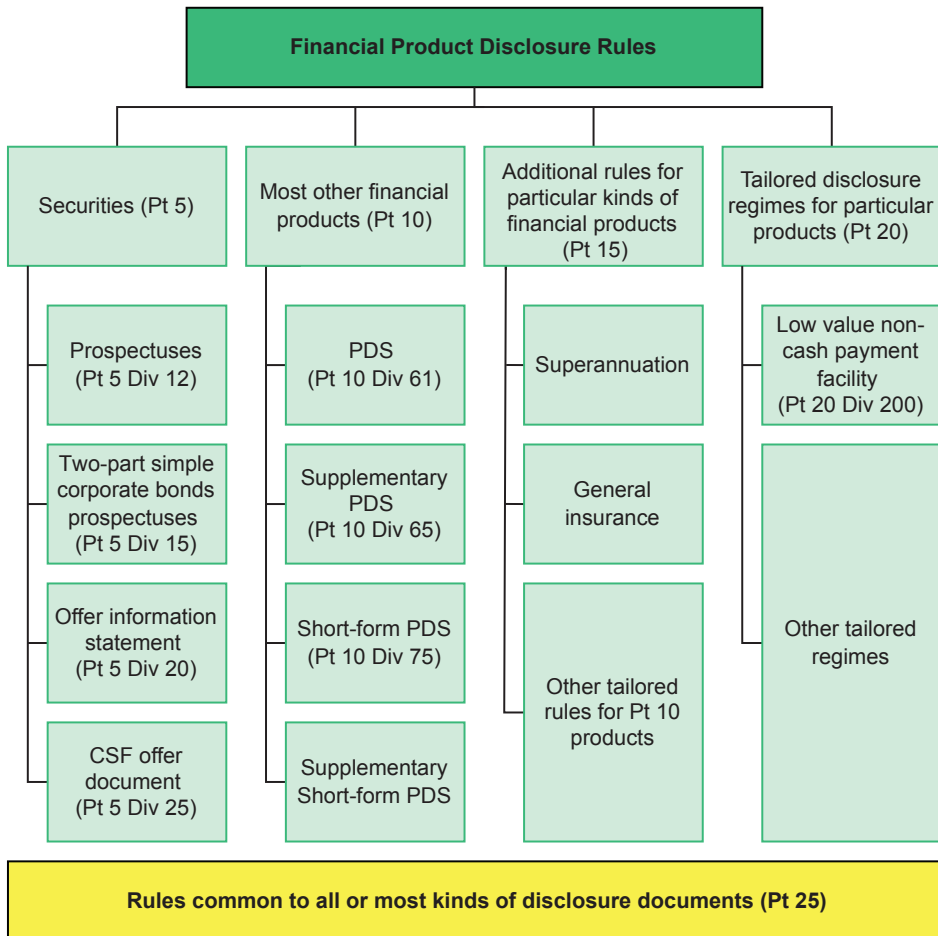 Financial Product Disclosure Rules
Securities (Pt 5)
Most other financial
products (Pt 10)
Additional rules for
particular kinds of
financial products
(Pt 15)
Tailored disclosure
regimes for particular
products (Pt 20)
Prospectuses
(Pt 5 Div 12)
Two-part simple
corporate bonds
prospectuses
(Pt 5 Div 15)
Offer information
statement
(Pt 5 Div 20)
CSF offer
document
(Pt 5 Div 25)
PDS
(Pt 10 Div 61)
Supplementary
PDS
(Pt 10 Div 65)
Short-form PDS
(Pt 10 Div 75)
Supplementary
Short-form PDS
Superannuation
General
insurance
Other tailored
rules for Pt 10
products
Low value non-
cash payment
facility
(Pt 20 Div 200)
Other tailored
regimes
Rules common to all or most kinds of disclosure documents (Pt 25)